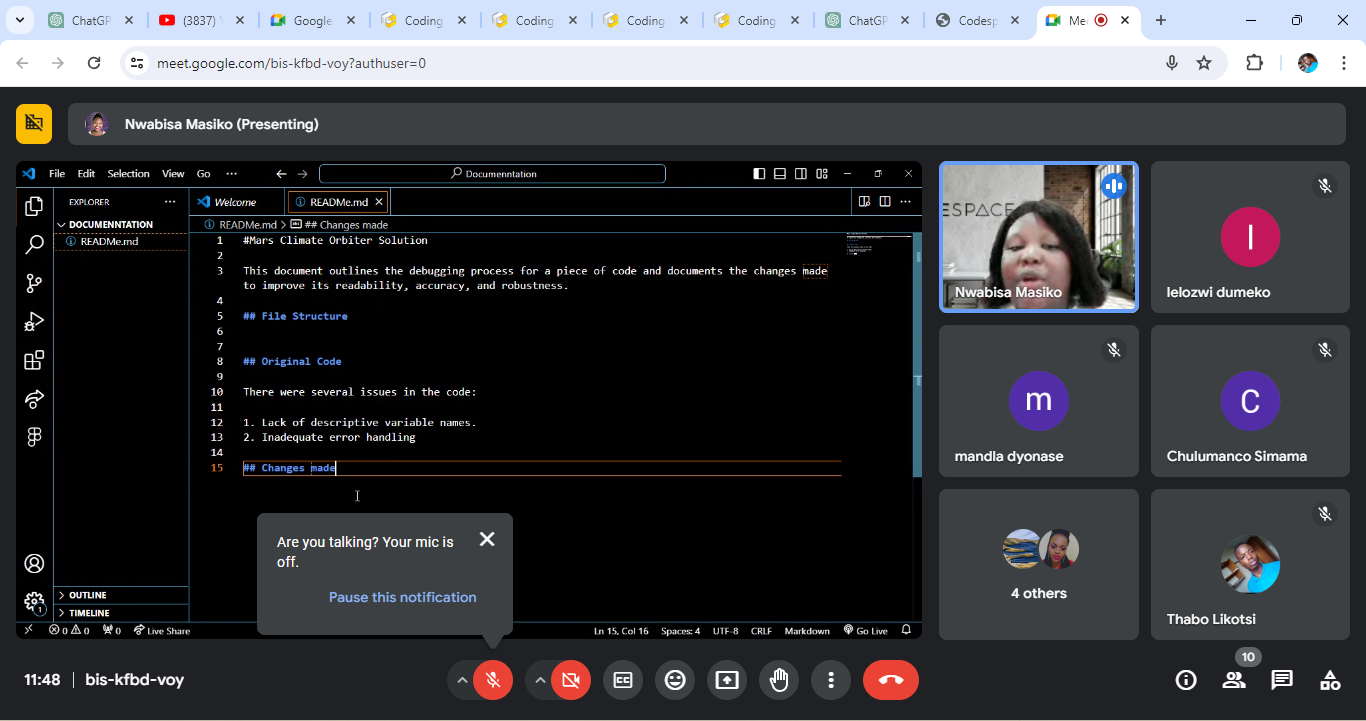 ChatGP
(3837)
Google
Coding
Coding
Coding
Coding
ChatGP
Codesp
Me
meet.google.com/bis-kfbd-voy?authuser=0
Nwabisa Masiko (Presenting)
File Edit Selection View Go ··· Documenntation
EXPLORER ···
Welcome
READMe.md
DOCUMENNTATION
READMe.md
READMe.md > ## Changes made
1 #Mars Climate Orbiter Solution
2
3 This document outlines the debugging process for a piece of code and documents the changes made
to improve its readability, accuracy, and robustness.
4
5 ## File Structure
6
7
8 ## Original Code
9
10 There were several issues in the code:
11
12 1. Lack of descriptive variable names.
13 2. Inadequate error handling
14
15 ## Changes made
OUTLINE
TIMELINE
1
0 0 0 Live Share
Ln 15, Col 16 Spaces: 4 UTF-8 CRLF Markdown Go Live
Are you talking? Your mic is
off.
Pause this notification
ESPACE
Nwabisa Masiko
l
lelozwi dumeko
m
mandla dyonase
C
Chulumanco Simama
4 others
Thabo Likotsi
11:48 | bis-kfbd-voy
10